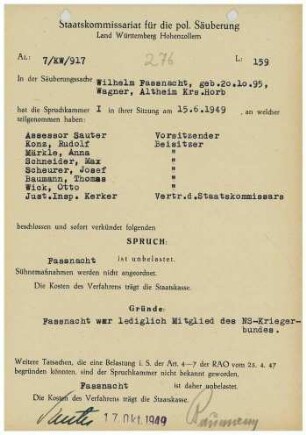 Staatskommissariat für die pol. Säuberung
Land Württemberg Hohenzollern
Az.: 7/KW/917 276 L: 159
In der Säuberungssache Wilhelm Fassnacht, geb.20.10.95,
Wagner, Altheim Krs.Horb
hat die Spruchkammer I in ihrer Sitzung am 15.6.1949 , an welcher
teilgenommen haben:
Assessor Sauter Vorsitzender
Konz, Rudolf Beisitzer
Märkle, Anna "
Schneider, Max "
Scheurer, Josef "
Baumann, Thomas "
Wick, Otto "
Just.Insp. Kerker Vertr.d.Staatskommissars
beschlossen und sofort verkündet folgenden
SPRUCH:
Fassnacht ist unbelastet.
Sühnemaßnahmen werden nicht angeordnet.
Die Kosten des Verfahrens trägt die Staatskasse.
Gründe:
Fassnacht war lediglich Mitglied des NS-Krieger-
bundes.
Weitere Tatsachen, die eine Belastung i. S. der Art. 4–7 der RAO vom 25. 4. 47
begründen könnten, sind der Spruchkammer nicht bekannt geworden.
Fassnacht ist daher unbelastet.
Die Kosten des Verfahrens trägt die Staatskasse.
Sauter 17. Okt. 1949 Baumann